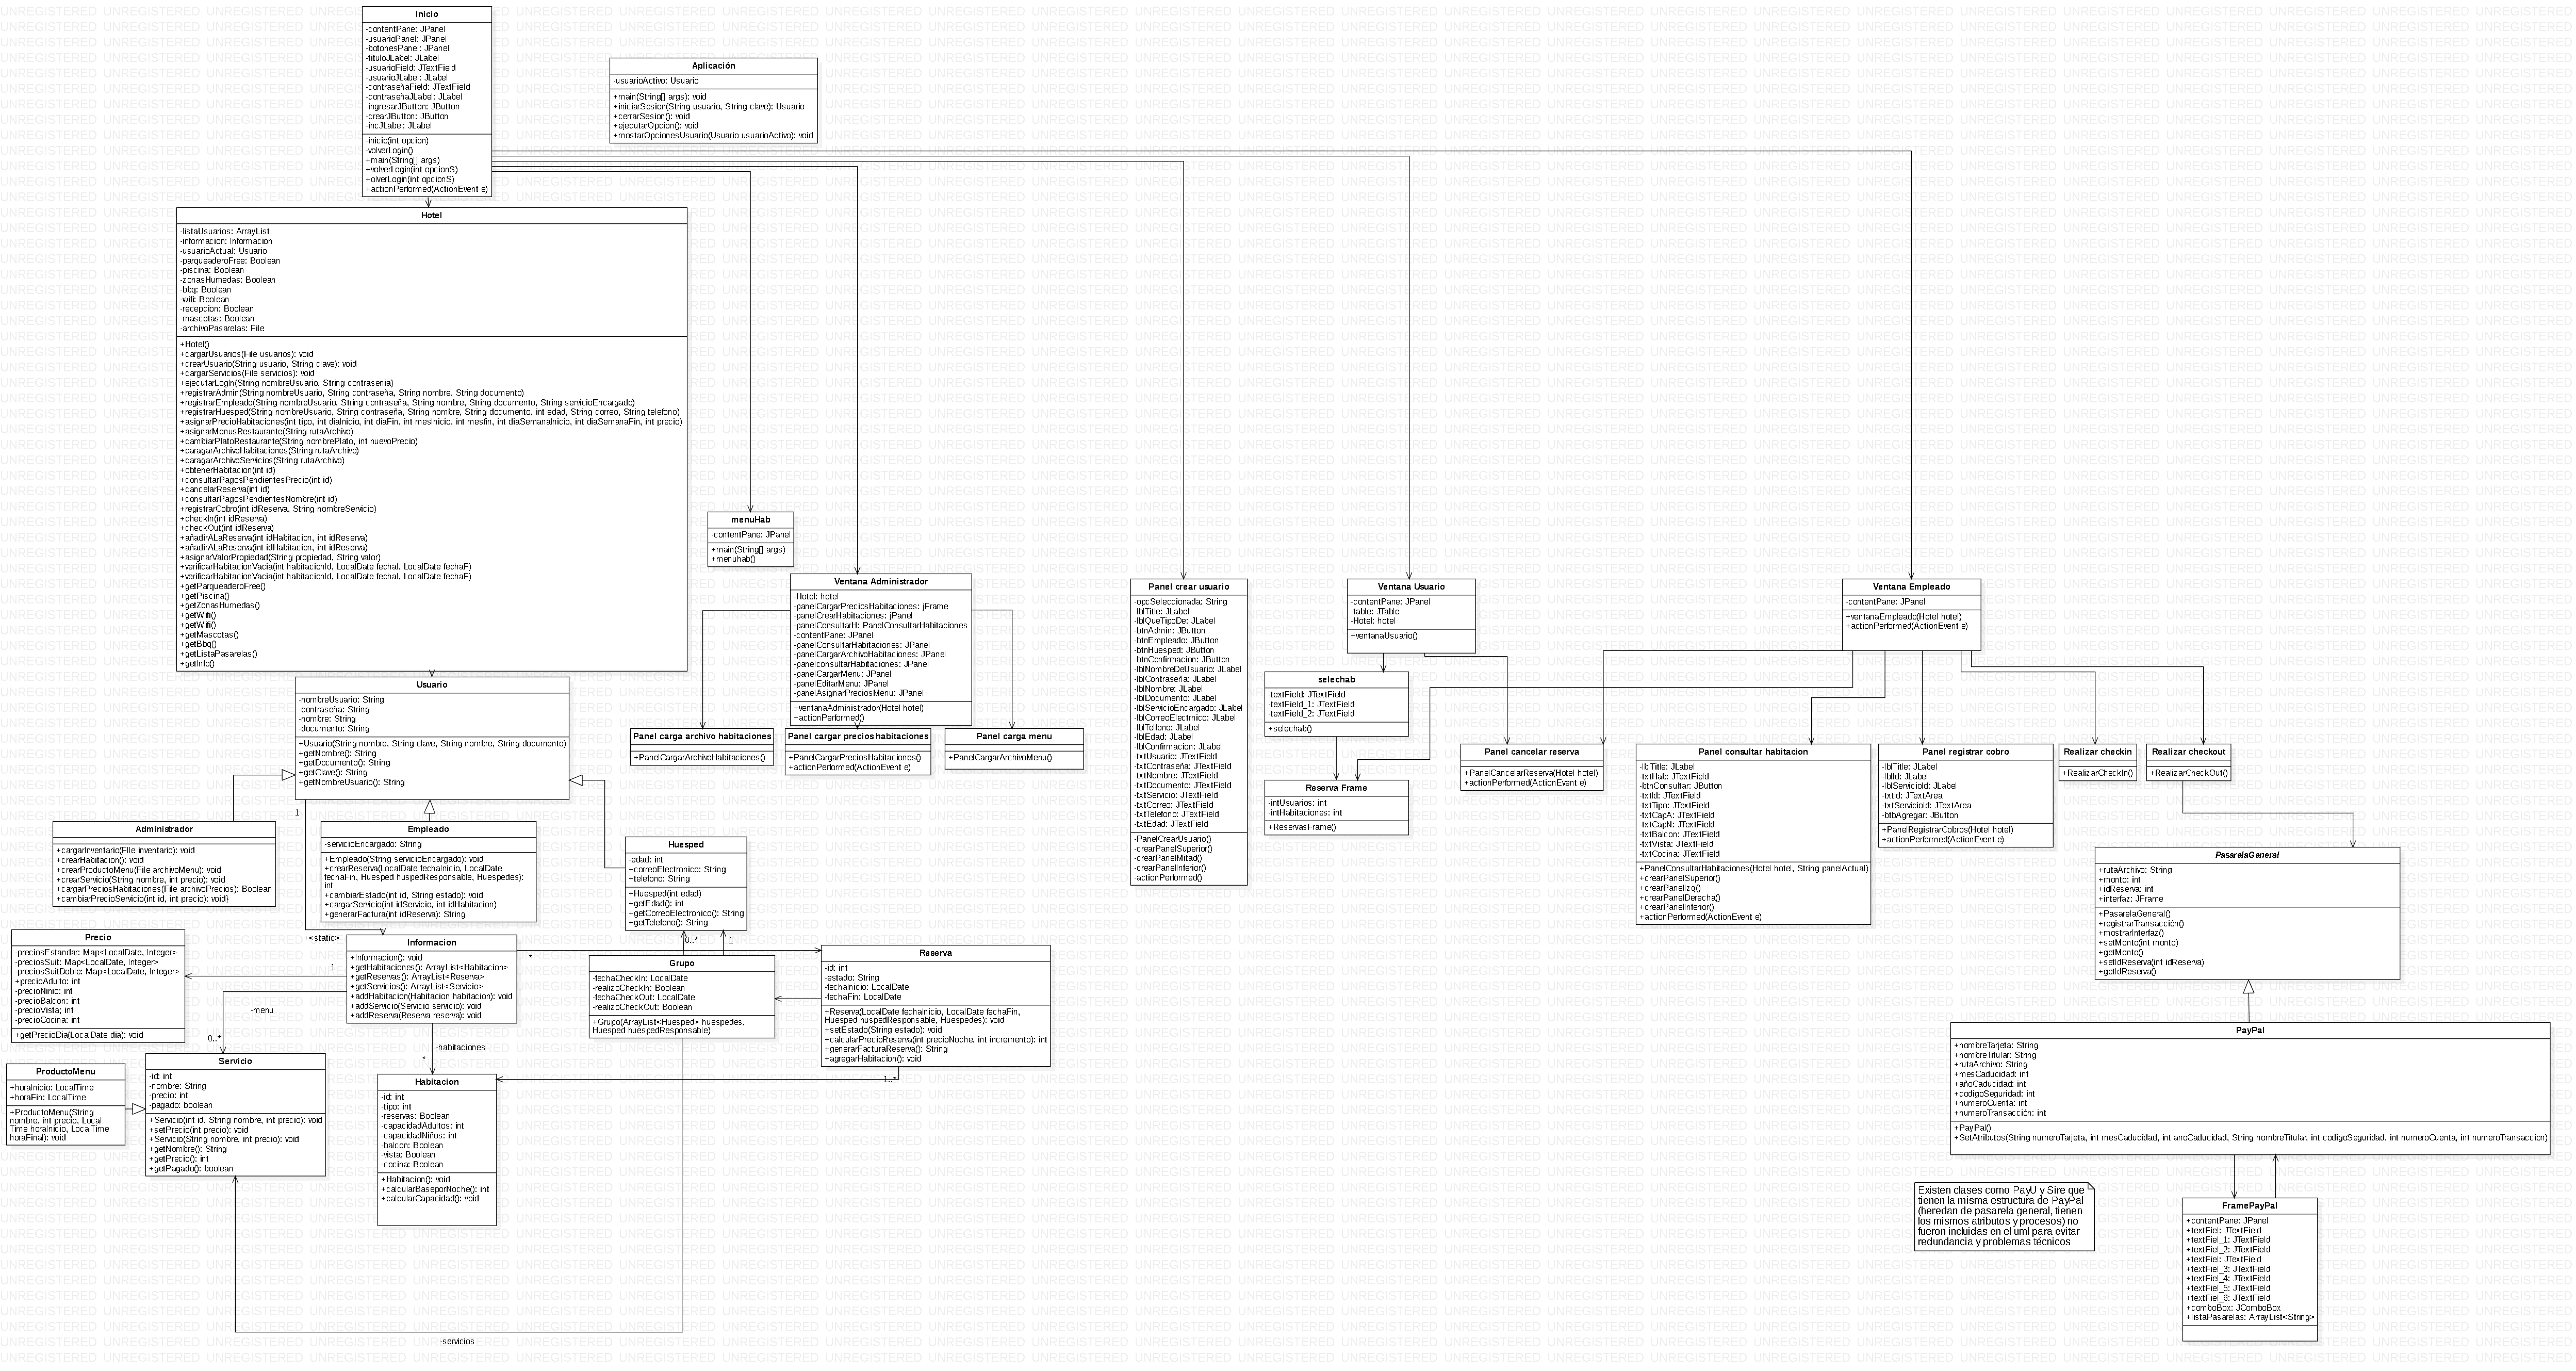 Inicio
-contentPane: JPanel
-usuarioPanel: JPanel
-botonesPanel: JPanel
-tituloJLabel: JLabel
-usuarioField: JTextField
-usuarioJLabel: JLabel
-contraseñaField: JTextField
-contraseñaJLabel: JLabel
-ingresarJButton: JButton
-crearJButton: JButton
-incJLabel: JLabel
-inicio(int opcion)
-volverLogin()
+main(String[] args)
+volverLogin(int opcionS)
+olverLogin(int opcionS)
+actionPerformed(ActionEvent e)
Aplicación
-usuarioActivo: Usuario
+main(String[] args): void
+iniciarSesion(String usuario, String clave): Usuario
+cerrarSesion(): void
+ejecutarOpcion(): void
+mostarOpcionesUsuario(Usuario usuarioActivo): void
Hotel
-listaUsuarios: ArrayList
-informacion: Informacion
-usuarioActual: Usuario
-parqueaderoFree: Boolean
-piscina: Boolean
-zonasHumedas: Boolean
-bbq: Boolean
-wifi: Boolean
-recepcion: Boolean
-mascotas: Boolean
-archivoPasarelas: File
+Hotel()
+cargarUsuarios(File usuarios): void
+crearUsuario(String usuario, String clave): void
+cargarServicios(File servicios): void
+ejecutarLogIn(String nombreUsuario, String contrasenia)
+registrarAdmin(String nombreUsuario, String contraseña, String nombre, String documento)
+registrarEmpleado(String nombreUsuario, String contraseña, String nombre, String documento, String servicioEncargado)
+registrarHuesped(String nombreUsuario, String contraseña, String nombre, String documento, int edad, String correo, String telefono)
+asignarPrecioHabitaciones(int tipo, int diaInicio, int diaFin, int mesInicio, int mesfin, int diaSemanaInicio, int diaSemanaFin, int precio)
+asignarMenusRestaurante(String rutaArchivo)
+cambiarPlatoRestaurante(String nombrePlato, int nuevoPrecio)
+caragarArchivoHabitaciones(String rutaArchivo)
+caragarArchivoServicios(String rutaArchivo)
+obtenerHabitacion(int id)
+consultarPagosPendientesPrecio(int id)
+cancelarReserva(int id)
+consultarPagosPendientesNombre(int id)
+registrarCobro(int idReserva, String nombreServicio)
+checkIn(int idReserva)
+checkOut(int idReserva)
+añadirALaReserva(int idHabitacion, int idReserva)
+añadirALaReserva(int idHabitacion, int idReserva)
+asignarValorPropiedad(String propiedad, String valor)
+verificarHabitacionVacia(int habitacionId, LocalDate fechaI, LocalDate fechaF)
+verificarHabitacionVacia(int habitacionId, LocalDate fechaI, LocalDate fechaF)
+getParqueaderoFree()
+getPiscina()
+getZonasHumedas()
+getWifi()
+getWifi()
+getMascotas()
+getBbq()
+getListaPasarelas()
+getInfo()
menuHab
-contentPane: JPanel
+main(String[] args)
+menuhab()
Ventana Administrador
-Hotel: hotel
-panelCargarPreciosHabitaciones: jFrame
-panelCrearHabitaciones: jPanel
-panelConsultarH: PanelConsultarHabitaciones
-contentPane: JPanel
-panelConsultarHabitaciones: JPanel
-panelCargarArchivoHabitaciones: JPanel
-panelconsultarHabitaciones: JPanel
-panelCargarMenu: JPanel
-panelEditarMenu: JPanel
-panelAsignarPreciosMenu: JPanel
+ventanaAdministrador(Hotel hotel)
+actionPerformed()
Panel crear usuario
-opcSeleccionada: String
-lblTitle: JLabel
-lblQueTipoDe: JLabel
-btnAdmin: JButton
-btnEmpleado: JButton
-btnHuesped: JButton
-btnConfirmacion: JButton
-lblNombreDeUsuario: JLabel
-lblContraseña: JLabel
-lblNombre: JLabel
-lblDocumento: JLabel
-lblServicioEncargado: JLabel
-lblCorreoElectrnico: JLabel
-lblTelfono: JLabel
-lblEdad: JLabel
-lblConfirmacion: JLabel
-txtUsuario: JTextField
-txtContraseña: JTextField
-txtNombre: JTextField
-txtDocumento: JTextField
-txtServicio: JTextField
-txtCorreo: JTextField
-txtTelefono: JTextField
-txtEdad: JTextField
-PanelCrearUsuario()
-crearPanelSuperior()
-crearPanelMitad()
-crearPanelInferior()
-actionPerformed()
Ventana Usuario
-contentPane: JPanel
-table: JTable
-Hotel: hotel
+ventanaUsuario()
Ventana Empleado
-contentPane: JPanel
+ventanaEmpleado(Hotel hotel)
+actionPerformed(ActionEvent e)
selechab
-textField: JTextField
-textField_1: JTextField
-textField_2: JTextField
+selechab()
Usuario
-nombreUsuario: String
-contraseña: String
-nombre: String
-documento: String
+Usuario(String nombre, String clave, String nombre, String documento)
+getNombre(): String
+getDocumento(): String
+getClave(): String
+getNombreUsuario(): String
Panel carga archivo habitaciones
+PanelCargarArchivoHabitaciones()
Panel cargar precios habitaciones
+PanelCargarPreciosHabitaciones()
+actionPerformed(ActionEvent e)
Panel carga menu
+PanelCargarArchivoMenu()
Panel cancelar reserva
+PanelCancelarReserva(Hotel hotel)
+actionPerformed(ActionEvent e)
Panel consultar habitacion
-lblTitle: JLabel
-txtHab: JTextField
-btnConsultar: JButton
-txtId: JTextField
-txtTipo: JTextField
-txtCapA: JTextField
-txtCapN: JTextField
-txtBalcon: JTextField
-txtVista: JTextField
-txtCocina: JTextField
+PanelConsultarHabitaciones(Hotel hotel, String panelActual)
+crearPanelSuperior()
+crearPanelIzq()
+crearPanelDerecha()
+crearPanelInferior()
+actionPerformed(ActionEvent e)
Panel registrar cobro
-lblTitle: JLabel
-lblId: JLabel
-lblServicioId: JLabel
-txtId: JTextArea
-txtServicioId: JTextArea
-btbAgregar: JButton
+PanelRegistrarCobros(Hotel hotel)
+actionPerformed(ActionEvent e)
Realizar checkin
+RealizarCheckIn()
Realizar checkout
+RealizarCheckOut()
Reserva Frame
-intUsuarios: int
-intHabitaciones: int
+ReservasFrame()
1
Administrador
+cargarInventario(FIle inventario): void
+crearHabitacion(): void
+crearProductoMenu(File archivoMenu): void
+crearServicio(String nombre, int precio): void
+cargarPreciosHabitaciones(File archivoPrecios): Boolean
+cambiarPrecioServicio(int id, int precio): void}
Empleado
-servicioEncargado: String
+Empleado(String servicioEncargado): void
+crearReserva(LocalDate fechaInicio, LocalDate
fechaFin, Huesped huspedResponsable, Huespedes):
int
+cambiarEstado(int id, String estado): void
+cargarServicio(int idServicio, int idHabitacion)
+generarFactura(int idReserva): String
Huesped
-edad: int
+correoElectronico: String
+telefono: String
+Huesped(int edad)
+getEdad(): int
+getCorreoElectronico(): String
+getTelefono(): String
PasarelaGeneral
+rutaArchivo: String
+monto: int
+idReserva: int
+interfaz: JFrame
+PasarelaGeneral()
+registrarTransacción()
+mostrarInterfaz()
+setMonto(int monto)
+getMonto()
+setIdReserva(int idReserva)
+getIdReserva()
Precio
-preciosEstandar: Map<LocalDate, Integer>
-preciosSuit: Map<LocalDate, Integer>
-preciosSuitDoble: Map<LocalDate, Integer>
+precioAdulto: int
-precioNinio: int
-precioBalcon: int
-precioVista: int
-precioCocina: int
+getPrecioDia(LocalDate dia): void
+<static>
1
Informacion
+Informacion(): void
+getHabitaciones(): ArrayList<Habitacion>
+getReservas(): ArrayList<Reserva>
+getServicios(): ArrayList<Servicio>
+addHabitacion(Habitacion habitacion): void
+addServicio(Servicio servicio): void
+addReserva(Reserva reserva): void
*
0..*
1
Grupo
-fechaCheckIn: LocalDate
-realizoCheckIn: Boolean
-fechaCheckOut: LocalDate
-realizoCheckOut: Boolean
+Grupo(ArrayList<Huesped> huespedes,
Huesped huespedResponsable)
Reserva
-id: int
-estado: String
-fechaInicio: LocalDate
-fechaFin: LocalDate
+Reserva(LocalDate fechaInicio, LocalDate fechaFin,
Huesped huespedResponsable, Huespedes): void
+setEstado(String estado): void
+calcularPrecioReserva(int precioNoche, int incremento): int
+generarFacturaReserva(): String
+agregarHabitacion(): void
-menu
0..*
-habitaciones
*
1..*
ProductoMenu
+horaInicio: LocalTime
+horaFin: LocalTime
+ProductoMenu(String
nombre, int precio, Local
Time horaInicio, LocalTime
horaFinal): void
Servicio
-id: int
-nombre: String
-precio: int
-pagado: boolean
+Servicio(int id, String nombre, int precio): void
+setPrecio(int precio): void
+Servicio(String nombre, int precio): void
+getNombre(): String
+getPrecio(): int
+getPagado(): boolean
Habitacion
-id: int
-tipo: int
-reservas: Boolean
-capacidadAdultos: int
-capacidadNiños: int
-balcon: Boolean
-vista: Boolean
-cocina: Boolean
+Habitacion(): void
+calcularBaseporNoche(): int
+calcularCapacidad(): void
PayPal
+nombreTarjeta: String
+nombreTitular: String
+rutaArchivo: String
+mesCaducidad: int
+añoCaducidad: int
+codigoSeguridad: int
+numeroCuenta: int
+numeroTransacción: int
+PayPal()
+SetAtributos(String numeroTarjeta, int mesCaducidad, int anoCaducidad, String nombreTitular, int codigoSeguridad, int numeroCuenta, int numeroTransaccion)
Existen clases como PayU y Sire que
tienen la misma estructura de PayPal
(heredan de pasarela general, tienen
los mismos atributos y procesos) no
fueron incluidas en el uml para evitar
redundancia y problemas técnicos
FramePayPal
+contentPane: JPanel
+textFiel: JTextField
+textFiel_1: JTextField
+textFiel_2: JTextField
+textFiel: JTextField
+textFiel_3: JTextField
+textFiel_4: JTextField
+textFiel_5: JTextField
+textFiel_6: JTextField
+comboBox: JComboBox
+listaPasarelas: ArrayList<String>
-servicios
UNREGISTERED